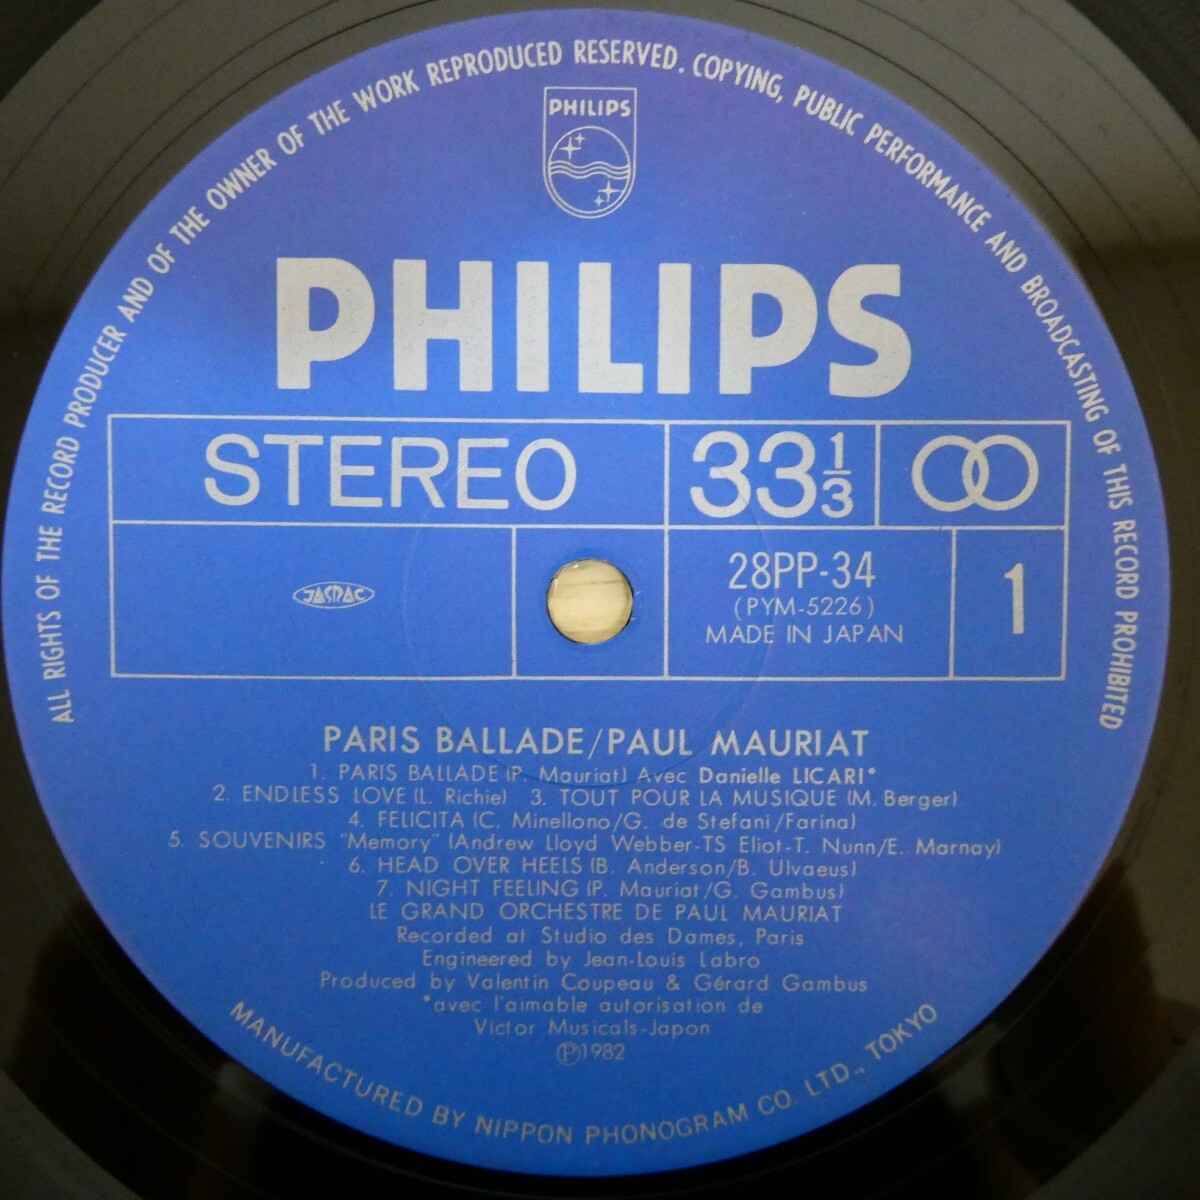 ALL RIGHTS OF THE RECORD PRODUCER AND OF THE OWNER OF THE WORK REPRODUCED RESERVED. COPYING, PUBLIC PERFORMANCE AND BROADCASTING OF THIS RECORD PROHIBITED
PHILIPS
PHILIPS
STEREO
33 1/3
JASRAC
28PP-34
(PYM-5226)
MADE IN JAPAN
1
PARIS BALLADE/PAUL MAURIAT
1. PARIS BALLADE (P. Mauriat) Avec Danielle LICARI*
2. ENDLESS LOVE (L. Richie) 3. TOUT POUR LA MUSIQUE (M. Berger)
4. FELICITA (C. Minellono/G. de Stefani/Farina)
5. SOUVENIRS "Memory" (Andrew Lloyd Webber-TS Eliot-T. Nunn/E. Marnay)
6. HEAD OVER HEELS (B. Anderson/B. Ulvaeus)
7. NIGHT FEELING (P. Mauriat/G. Gambus)
LE GRAND ORCHESTRE DE PAUL MAURIAT
Recorded at Studio des Dames, Paris
Engineered by Jean-Louis Labro
Produced by Valentin Coupeau & Gérard Gambus
*avec l'aimable autorisation de
Victor Musicals-Japon
Ⓟ1982
MANUFACTURED BY NIPPON PHONOGRAM CO. LTD., TOKYO